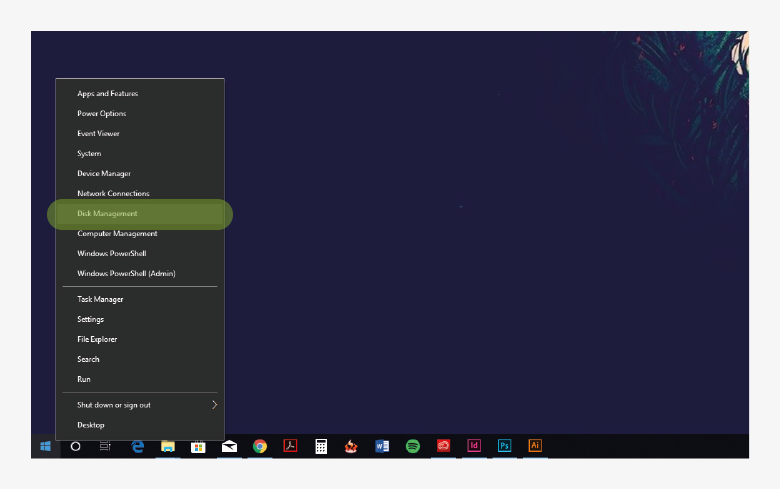 Apps and Features
Power Options
Event Viewer
System
Device Manager
Network Connections
Disk Management
Computer Management
Windows PowerShell
Windows PowerShell (Admin)
Task Manager
Settings
File Explorer
Search
Run
Shut down or sign out
Desktop
W
Id
Ps
Ai